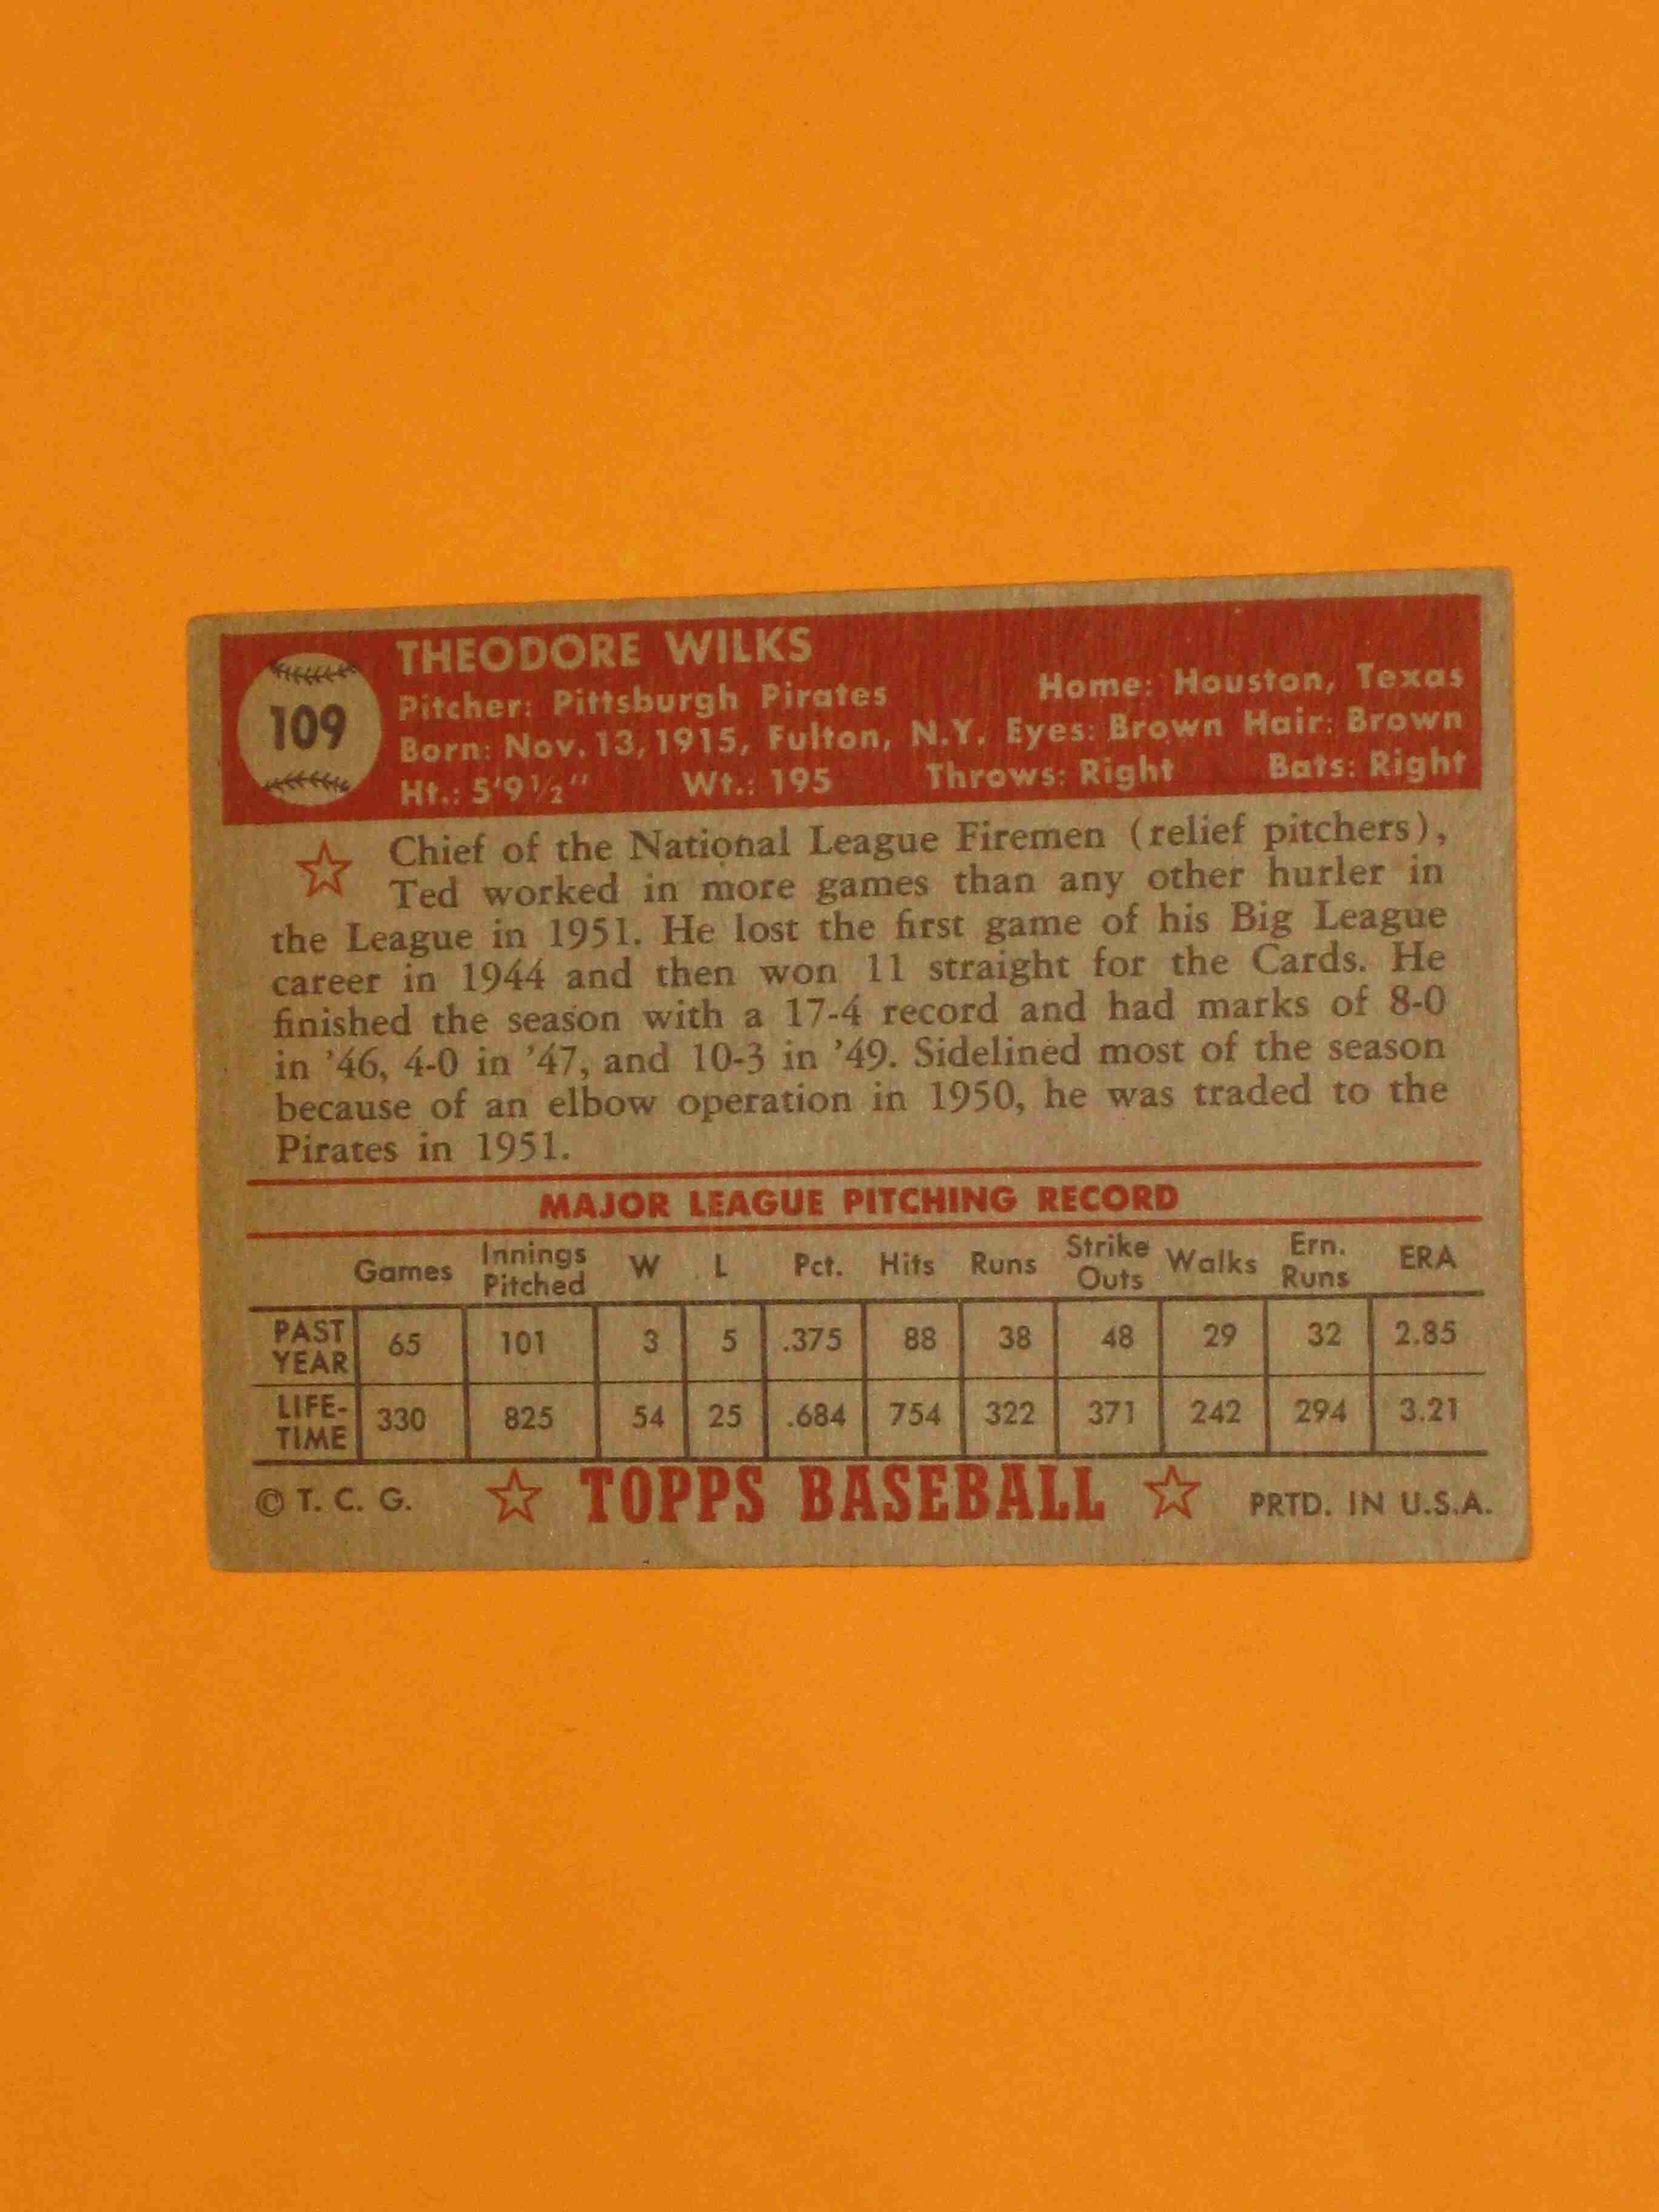 109
THEODORE WILKS
Pitcher: Pittsburgh Pirates Home: Houston, Texas
Born: Nov. 13, 1915, Fulton, N.Y. Eyes: Brown Hair: Brown
Ht.: 5'9½" Wt.: 195 Throws: Right Bats: Right
Chief of the National League Firemen (relief pitchers),
Ted worked in more games than any other hurler in
the League in 1951. He lost the first game of his Big League
career in 1944 and then won 11 straight for the Cards. He
finished the season with a 17-4 record and had marks of 8-0
in ’46, 4-0 in ’47, and 10-3 in ’49. Sidelined most of the season
because of an elbow operation in 1950, he was traded to the
Pirates in 1951.
MAJOR LEAGUE PITCHING RECORD
Games Innings Pitched W L Pct. Hits Runs Strike Outs Walks Ern. Runs ERA
PAST YEAR 65 101 3 5 .375 88 38 48 29 32 2.85
LIFE-TIME 330 825 54 25 .684 754 322 371 242 294 3.21
© T. C. G. TOPPS BASEBALL PRTD. IN U.S.A.